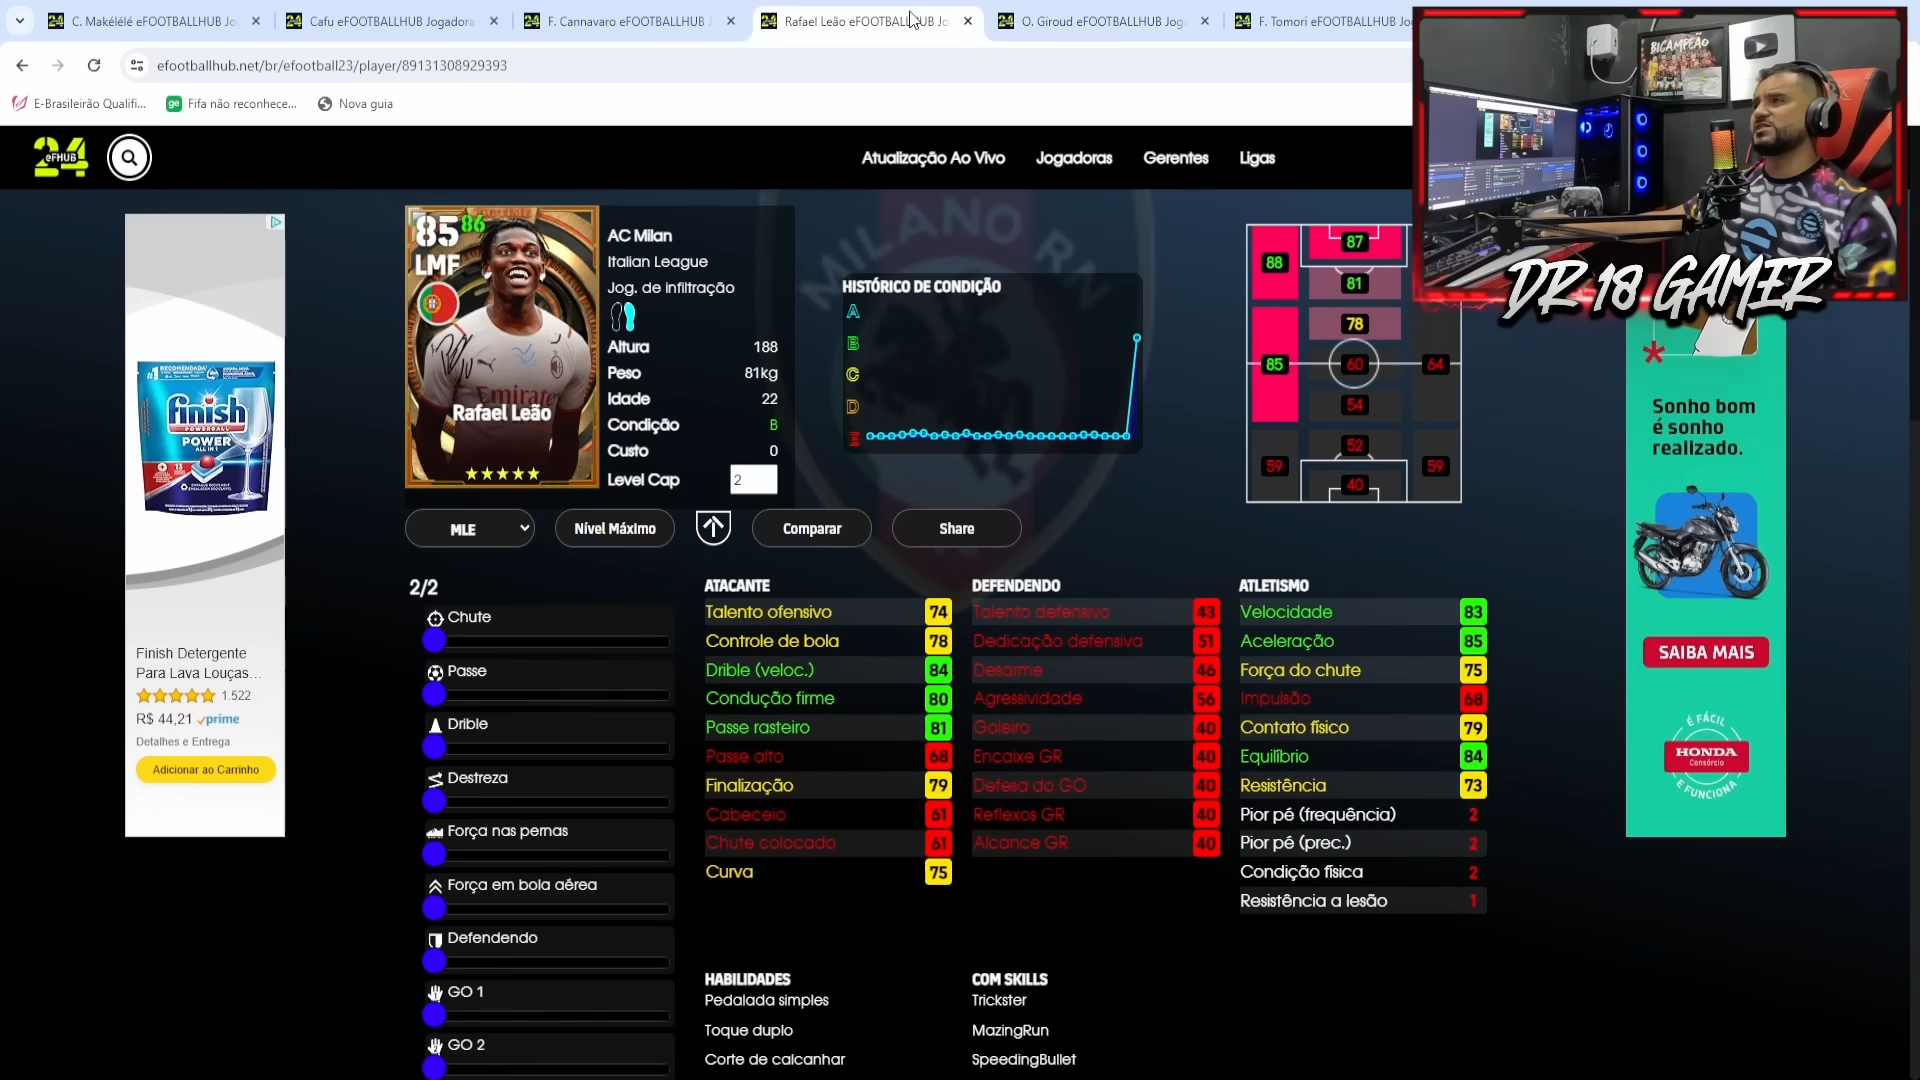 C. Makélélé eFOOTBALLHUB Jo
Cafu eFOOTBALLHUB Jogadora
F. Cannavaro eFOOTBALLHUB J
Rafael Leão eFOOTBALLHUB Jo
O. Giroud eFOOTBALLHUB Jog
F. Tomori eFOOTBALLHUB Jo
efootballhub.net/br/efootball23/player/89131308929393
E-Brasileirão Qualifi...
ge Fifa não reconhece...
Nova guia
24 eFHUB
Atualização Ao Vivo
Jogadoras
Gerentes
Ligas
BICAMPEÃO
DR 18 GAMER
85 86
LMF
Rafael Leão
AC Milan
Italian League
Jog. de infiltração
Altura 188
Peso 81kg
Idade 22
Condição B
Custo 0
Level Cap 2
MILANO RN
HISTÓRICO DE CONDIÇÃO
A
B
C
D
87
88
81
78
85 60 64
54
52
59 59
40
MLE
Nível Máximo
Comparar
Share
2/2
Chute
Passe
Drible
Destreza
Força nas pernas
Força em bola aérea
Defendendo
GO 1
GO 2
ATACANTE
Talento ofensivo 74
Controle de bola 78
Drible (veloc.) 84
Condução firme 80
Passe rasteiro 81
Passe alto 68
Finalização 79
Cabeceio 61
Chute colocado 61
Curva 75
DEFENDENDO
Talento defensivo 43
Dedicação defensiva 51
Desarme 46
Agressividade 56
Goleiro 40
Encaixe GR 40
Defesa do GO 40
Reflexos GR 40
Alcance GR 40
ATLETISMO
Velocidade 83
Aceleração 85
Força do chute 75
Impulsão 68
Contato físico 79
Equilíbrio 84
Resistência 73
Pior pé (frequência) 2
Pior pé (prec.) 2
Condição física 2
Resistência a lesão 1
HABILIDADES
Pedalada simples
Toque duplo
Corte de calcanhar
COM SKILLS
Trickster
MazingRun
SpeedingBullet
finish
POWERBALL
POWER
ALL IN 1
Finish Detergente
Para Lava Louças...
1.522
R$ 44,21 prime
Detalhes e Entrega
Adicionar ao Carrinho
*
Sonho bom
é sonho
realizado.
SAIBA MAIS
É FÁCIL
HONDA
Consórcio
E FUNCIONA